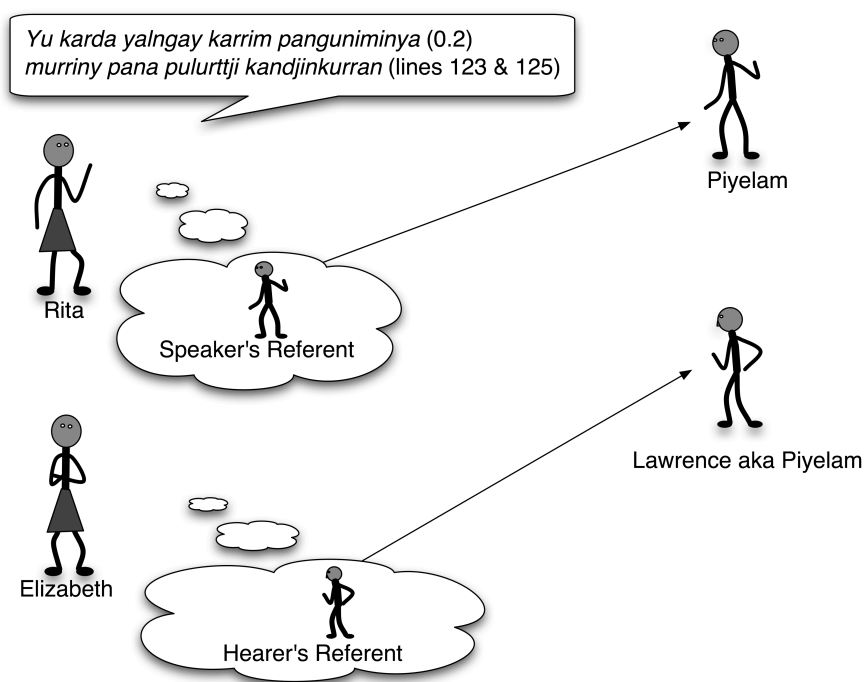 Yu karda yalngay karrim panguniminya (0.2)
murriny pana pulurttji kandjinkurran (lines 123 & 125)
Piyelam
Rita
Speaker's Referent
Lawrence aka Piyelam
Elizabeth
Hearer's Referent